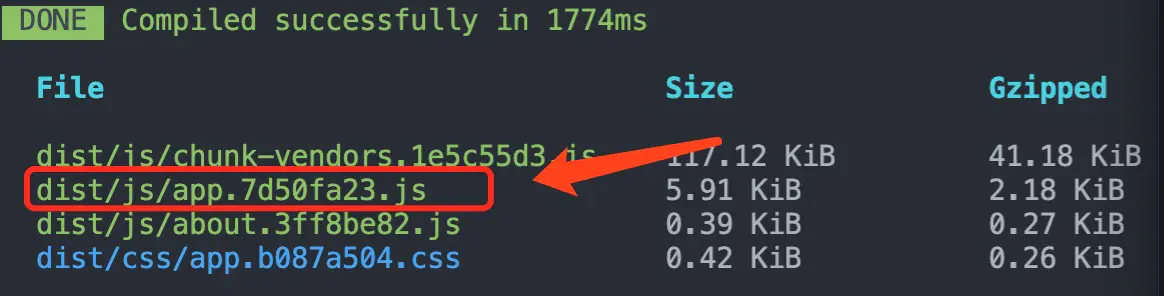 DONE Compiled successfully in 1774ms
File Size Gzipped
dist/js/chunk-vendors.1e5c55d3.js 117.12 KiB 41.18 KiB
dist/js/app.7d50fa23.js 5.91 KiB 2.18 KiB
dist/js/about.3ff8be82.js 0.39 KiB 0.27 KiB
dist/css/app.b087a504.css 0.42 KiB 0.26 KiB